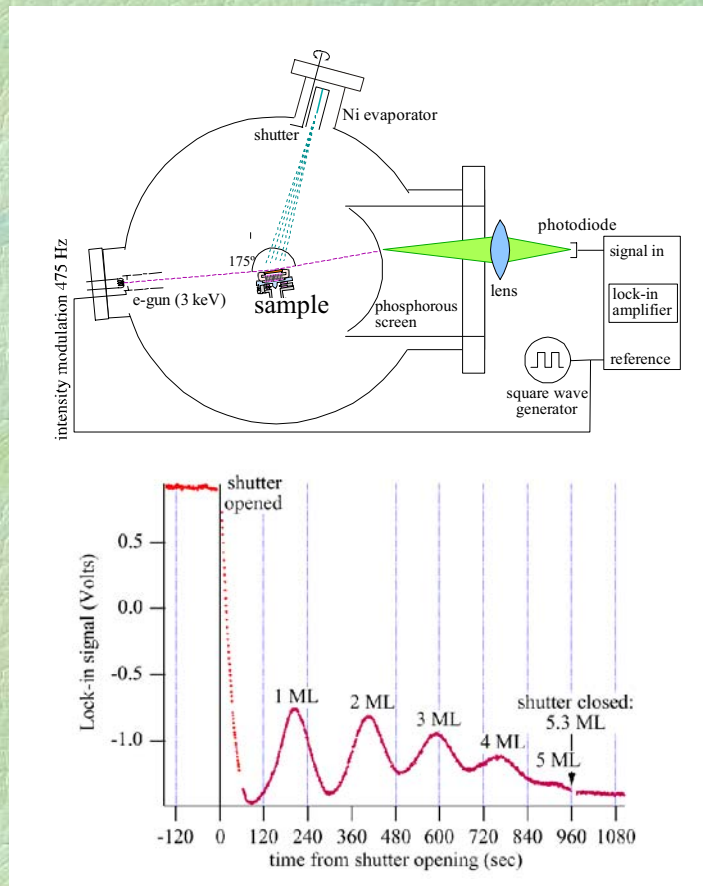 Ni evaporator
shutter
175°
e-gun (3 keV)
sample
intensity modulation 475 Hz
phosphorous
screen
lens
photodiode
signal in
lock-in
amplifier
reference
square wave
generator
shutter
opened
Lock-in signal (Volts)
0.5
0.0
-0.5
-1.0
1 ML
2 ML
3 ML
4 ML
5 ML
shutter closed:
5.3 ML
-120 0 120 240 360 480 600 720 840 960 1080
time from shutter opening (sec)